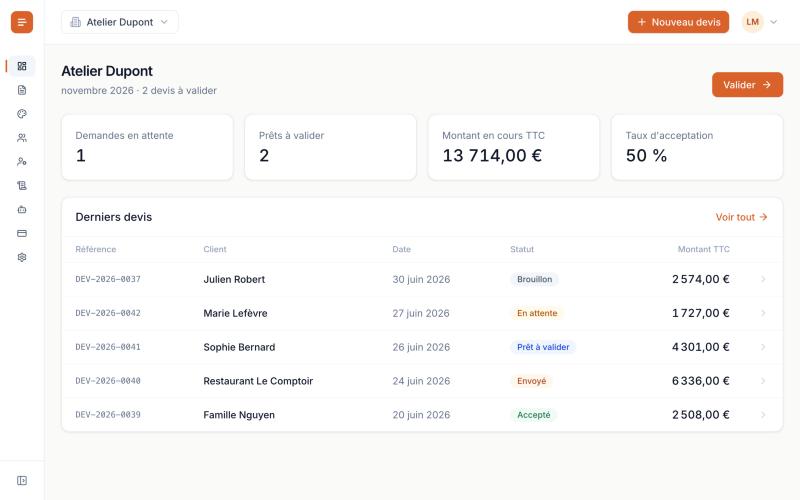 Atelier Dupont
Nouveau devis
LM
Atelier Dupont
novembre 2026 · 2 devis à valider
Valider
Demandes en attente
1
Prêts à valider
2
Montant en cours TTC
13 714,00 €
Taux d'acceptation
50 %
Derniers devis
Voir tout
Référence Client Date Statut Montant TTC
DEV-2026-0037 Julien Robert 30 juin 2026 Brouillon 2 574,00 €
DEV-2026-0042 Marie Lefèvre 27 juin 2026 En attente 1 727,00 €
DEV-2026-0041 Sophie Bernard 26 juin 2026 Prêt à valider 4 301,00 €
DEV-2026-0040 Restaurant Le Comptoir 24 juin 2026 Envoyé 6 336,00 €
DEV-2026-0039 Famille Nguyen 20 juin 2026 Accepté 2 508,00 €